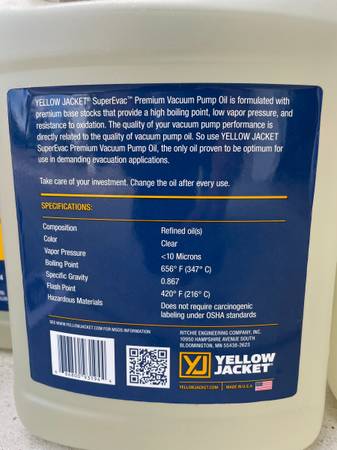 YELLOW JACKET® SuperEvac™ Premium Vacuum Pump Oil is formulated with
premium base stocks that provide a high boiling point, low vapor pressure, and
resistance to oxidation. The quality of your vacuum pump performance is
directly related to the quality of vacuum pump oil. So use YELLOW JACKET
SuperEvac Premium Vacuum Pump Oil, the only oil proven to be optimum for
use in demanding evacuation applications.
Take care of your investment. Change the oil after every use.
SPECIFICATIONS:
Composition Refined oil(s)
Color Clear
Vapor Pressure <10 Microns
Boiling Point 656° F (347° C)
Specific Gravity 0.867
Flash Point 420° F (216° C)
Hazardous Materials Does not require carcinogenic
labeling under OSHA standards
SEE WWW.YELLOWJACKET.COM FOR MSDS INFORMATION
RITCHIE ENGINEERING COMPANY, INC.
10950 HAMPSHIRE AVENUE SOUTH
BLOOMINGTON, MN 55438-2623
YJ YELLOW
JACKET
YELLOWJACKET.COM MADE IN U.S.A.